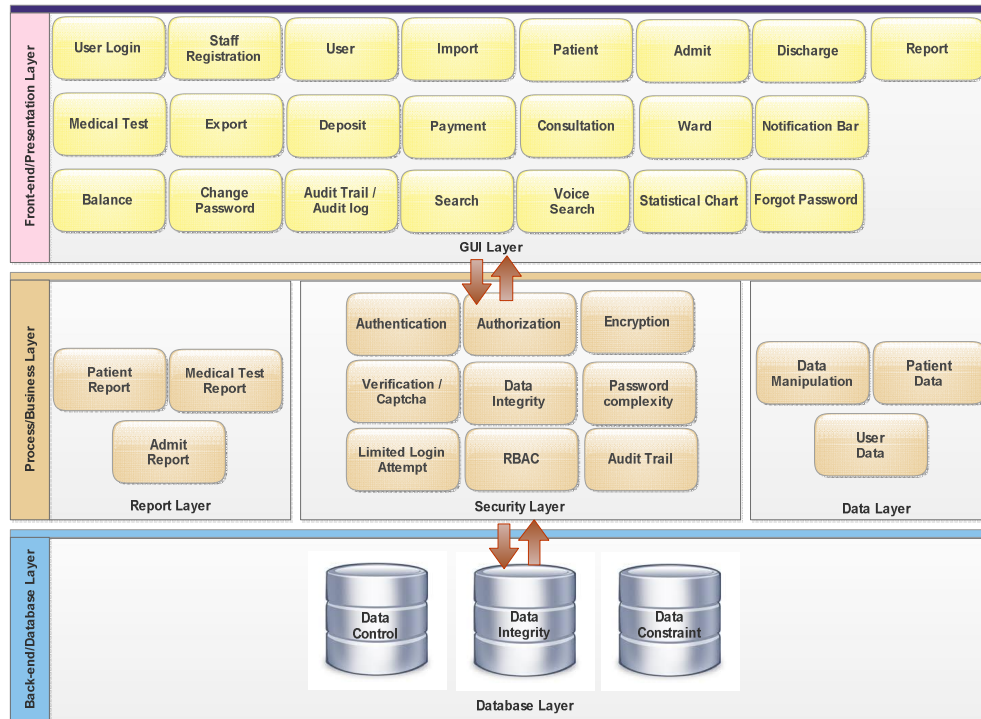 Front-end/Presentation Layer
User Login
Staff
Registration
User
Import
Patient
Admit
Discharge
Report
Medical Test
Export
Deposit
Payment
Consultation
Ward
Notification Bar
Balance
Change
Password
Audit Trail /
Audit log
Search
Voice
Search
Statistical Chart
Forgot Password
GUI Layer
Process/Business Layer
Patient
Report
Medical Test
Report
Admit
Report
Report Layer
Authentication
Authorization
Encryption
Verification /
Captcha
Data
Integrity
Password
complexity
Limited Login
Attempt
RBAC
Audit Trail
Security Layer
Data
Manipulation
Patient
Data
User
Data
Data Layer
Back-end/Database Layer
Data
Control
Data
Integrity
Data
Constraint
Database Layer